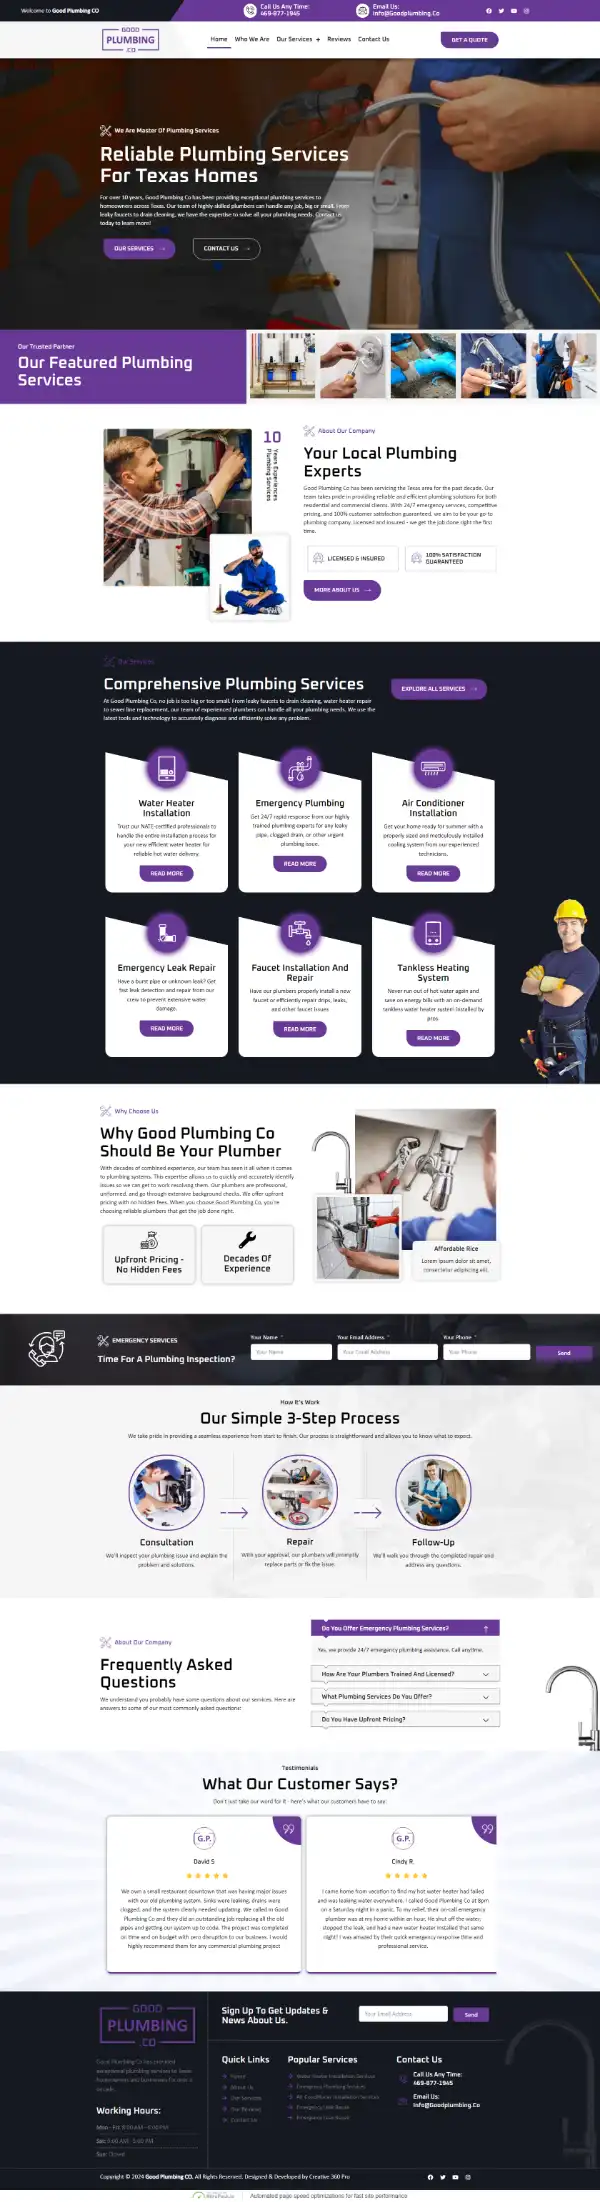 Welcome to Good Plumbing CO
Call Us Any Time:
469-877-1945
Email Us:
Info@Goodplumbing.Co
GOOD
PLUMBING
.CO
Home
Who We Are
Our Services +
Reviews
Contact Us
GET A QUOTE
We Are Master Of Plumbing Services
Reliable Plumbing Services
For Texas Homes
For over 10 years, Good Plumbing Co has been providing exceptional plumbing services to
homeowners across Texas. Our team of highly skilled plumbers can handle any job, big or small. From
leaky faucets to drain cleaning, we have the expertise to solve all your plumbing needs. Contact us
today to learn more!
OUR SERVICES →
CONTACT US →
Our Trusted Partner
Our Featured Plumbing
Services
10
Years Experiences
Plumbing Services
About Our Company
Your Local Plumbing
Experts
Good Plumbing Co has been servicing the Texas area for the past decade. Our
team takes pride in providing reliable and efficient plumbing solutions for both
residential and commercial clients. With 24/7 emergency services, competitive
pricing, and 100% customer satisfaction guaranteed, we aim to be your go-to
plumbing company. Licensed and insured - we get the job done right the first
time.
LICENSED & INSURED
100% SATISFACTION
GUARANTEED
MORE ABOUT US →
Our Services
Comprehensive Plumbing Services
EXPLORE ALL SERVICES →
At Good Plumbing Co, no job is too big or too small. From leaky faucets to drain cleaning, water heater repair
to sewer line replacement, our team of experienced plumbers can handle all your plumbing needs. We use the
latest tools and technology to accurately diagnose and efficiently solve any problem.
Water Heater
Installation
Trust our NATE-certified professionals to
handle the entire installation process for
your new efficient water heater for
reliable hot water delivery.
READ MORE
Emergency Plumbing
Get 24/7 rapid response from our highly
trained plumbing experts for any leaky
pipe, clogged drain, or other urgent
plumbing issue.
READ MORE
Air Conditioner
Installation
Get your home ready for summer with a
properly sized and meticulously installed
cooling system from our experienced
technicians.
READ MORE
Emergency Leak Repair
Have a burst pipe or unknown leak? Get
fast leak detection and repair from our
crew to prevent extensive water
damage.
READ MORE
Faucet Installation And
Repair
Have our plumbers properly install a new
faucet or efficiently repair drips, leaks,
and other faucet issues
READ MORE
Tankless Heating
System
Never run out of hot water again and
save on energy bills with an on-demand
tankless water heater system installed by
pros
READ MORE
Why Choose Us
Why Good Plumbing Co
Should Be Your Plumber
With decades of combined experience, our team has seen it all when it comes
to plumbing systems. This expertise allows us to quickly and accurately identify
issues so we can get to work resolving them. Our plumbers are professional,
uniformed, and go through extensive background checks. We offer upfront
pricing with no hidden fees. When you choose Good Plumbing Co, you're
choosing reliable plumbers that get the job done right.
Upfront Pricing -
No Hidden Fees
Decades Of
Experience
Affordable Rice
Lorem ipsum dolor sit amet,
consectetur adipiscing elit.
EMERGENCY SERVICES
Time For A Plumbing Inspection?
Your Name *
Your Name
Your Email Address *
Your Email Address
Your Phone *
Your Phone
Send
How It's Work
Our Simple 3-Step Process
We take pride in providing a seamless experience from start to finish. Our process is straightforward and allows you to know what to expect.
Consultation
We'll inspect your plumbing issue and explain the
problem and solutions.
Repair
With your approval, our plumbers will promptly
replace parts or fix the issue.
Follow-Up
We'll walk you through the completed repair and
address any questions.
About Our Company
Frequently Asked
Questions
We understand you probably have some questions about our services. Here are
answers to some of our most commonly asked questions:
Do You Offer Emergency Plumbing Services?
Yes, we provide 24/7 emergency plumbing assistance. Call anytime.
How Are Your Plumbers Trained And Licensed?
What Plumbing Services Do You Offer?
Do You Have Upfront Pricing?
Testimonials
What Our Customer Says?
Don't just take our word for it - here's what our customers have to say:
G.P.
David S
We own a small restaurant downtown that was having major issues
with our old plumbing system. Sinks were leaking, drains were
clogged, and the system clearly needed updating. We called in Good
Plumbing Co and they did an outstanding job replacing all the old
pipes and getting our system up to code. The project was completed
on time and on budget with zero disruption to our business. I would
highly recommend them for any commercial plumbing project
G.P.
Cindy R.
I came home from vacation to find my hot water heater had failed
and was leaking water everywhere. I called Good Plumbing Co at 8pm
on a Saturday night in a panic. To my relief, their on-call emergency
plumber was at my home within an hour. He shut off the water,
stopped the leak, and had a new water heater installed that same
night! I was amazed by their quick emergency response time and
professional service.
GOOD
PLUMBING
.CO
Sign Up To Get Updates &
News About Us.
Your Email Address
Send
Working Hours:
Quick Links
Home
About Us
Our Services
Our Reviews
Contact Us
Popular Services
Water Heater Installation Services
Emergency Plumbing Services
Air Conditioner Installation Services
Emergency Leak Repair
Emergency Leak Repair
Contact Us
Call Us Any Time:
469-877-1945
Email Us:
Info@Goodplumbing.Co
Copyright © 2024 Good Plumbing CO. All Rights Reserved. Designed & Developed by Creative 360 Pro
Automated page speed optimizations for fast site performance